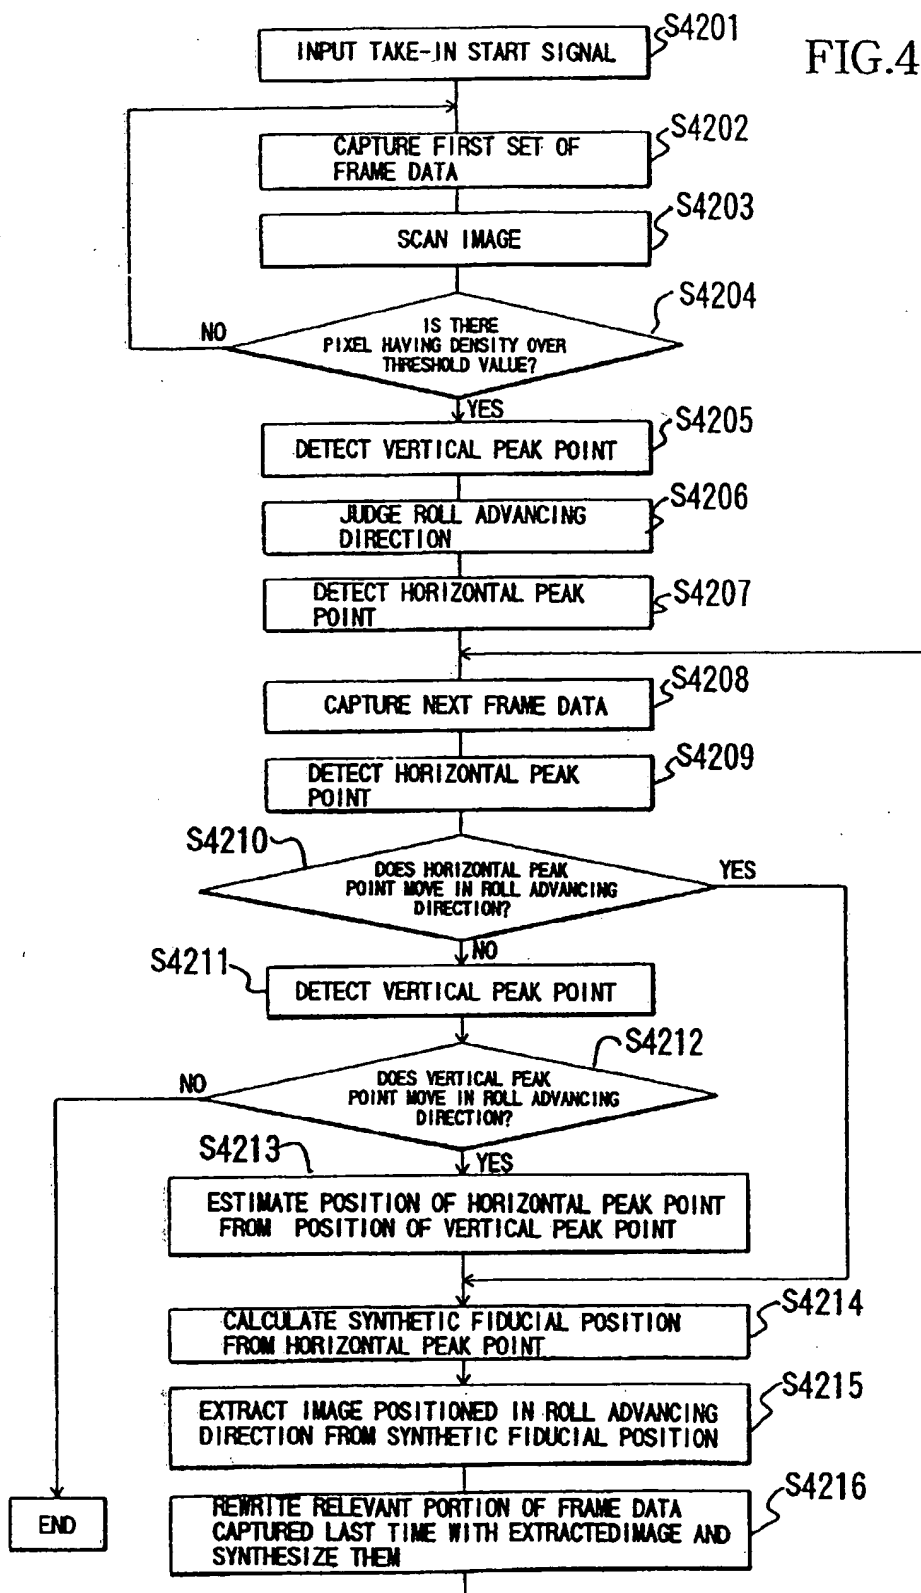 S4201
FIG.4
INPUT TAKE-IN START SIGNAL
S4202
CAPTURE FIRST SET OF
FRAME DATA
S4203
SCAN IMAGE
S4204
NO
IS THERE
PIXEL HAVING DENSITY OVER
THRESHOLD VALUE?
YES
S4205
DETECT VERTICAL PEAK POINT
S4206
JUDGE ROLL ADVANCING
DIRECTION
S4207
DETECT HORIZONTAL PEAK
POINT
S4208
CAPTURE NEXT FRAME DATA
S4209
DETECT HORIZONTAL PEAK
POINT
S4210
DOES HORIZONTAL PEAK
POINT MOVE IN ROLL ADVANCING
DIRECTION?
YES
NO
S4211
DETECT VERTICAL PEAK POINT
S4212
NO
DOES VERTICAL PEAK
POINT MOVE IN ROLL ADVANCING
DIRECTION?
S4213
YES
ESTIMATE POSITION OF HORIZONTAL PEAK POINT
FROM POSITION OF VERTICAL PEAK POINT
S4214
CALCULATE SYNTHETIC FIDUCIAL POSITION
FROM HORIZONTAL PEAK POINT
S4215
EXTRACT IMAGE POSITIONED IN ROLL ADVANCING
DIRECTION FROM SYNTHETIC FIDUCIAL POSITION
S4216
REWRITE RELEVANT PORTION OF FRAME DATA
CAPTURED LAST TIME WITH EXTRACTEDIMAGE AND
SYNTHESIZE THEM
END